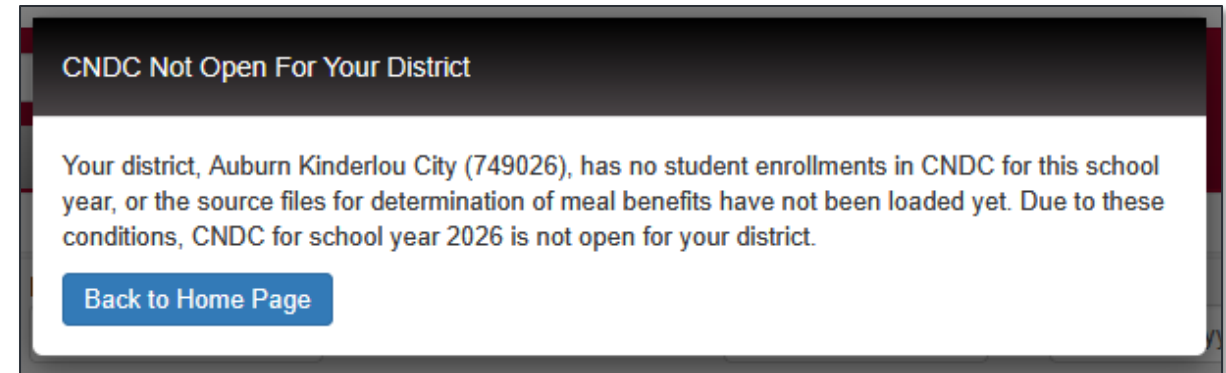 CNDC Not Open For Your District
Your district, Auburn Kinderlou City (749026), has no student enrollments in CNDC for this school
year, or the source files for determination of meal benefits have not been loaded yet. Due to these
conditions, CNDC for school year 2026 is not open for your district.
Back to Home Page